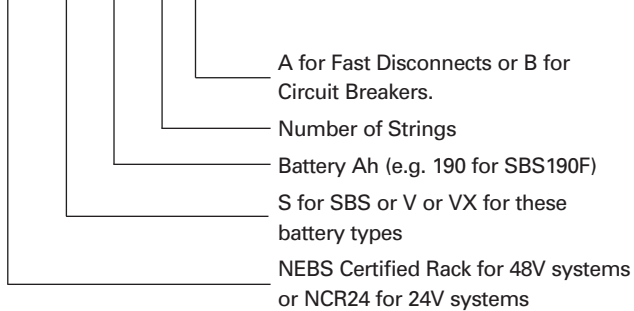 A for Fast Disconnects or B for
Circuit Breakers.
Number of Strings
Battery Ah (e.g. 190 for SBS190F)
S for SBS or V or VX for these
battery types
NEBS Certified Rack for 48V systems
or NCR24 for 24V systems